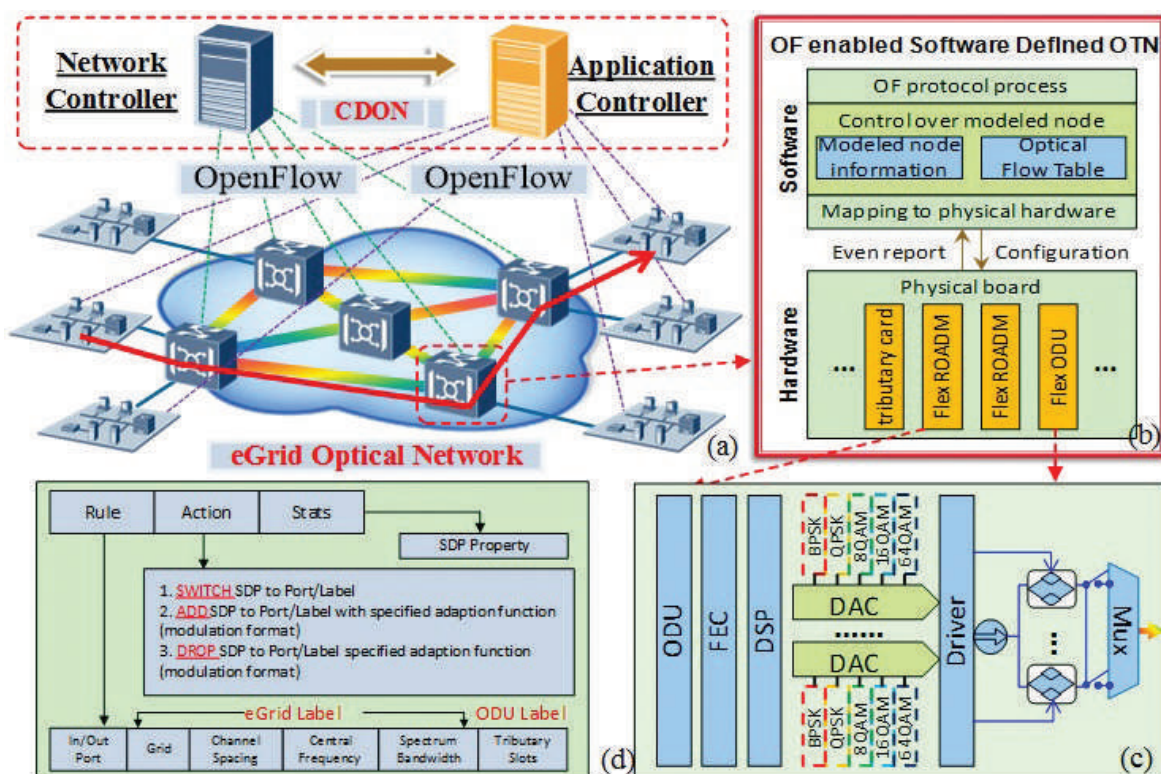 Network
Controller
Application
Controller
CDON
OpenFlow
OpenFlow
eGrid Optical Network
(a)
OF enabled Software Defined OTN
Software
OF protocol process
Control over modeled node
Modeled node
information
Optical
Flow Table
Mapping to physical hardware
Even report
Configuration
Hardware
Physical board
...
tributary card
Flex ROADM
Flex ROADM
Flex ODU
...
(b)
Rule
Action
Stats
SDP Property
1. SWITCH SDP to Port/Label
2. ADD SDP to Port/Label with specified adaption function
(modulation format)
3. DROP SDP to Port/Label specified adaption function
(modulation format)
eGrid Label
ODU Label
In/Out
Port
Grid
Channel
Spacing
Central
Frequency
Spectrum
Bandwidth
Tributary
Slots
(d)
ODU
FEC
DSP
BPSK
QPSK
8QAM
16QAM
64QAM
DAC
......
DAC
BPSK
QPSK
8QAM
16QAM
64QAM
Driver
...
Mux
(c)